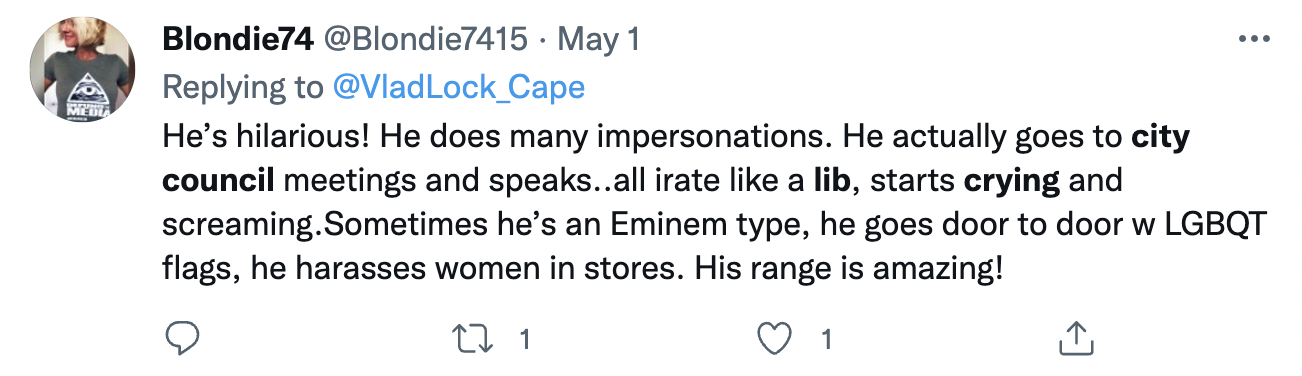 Blondie74 @Blondie7415 · May 1
Replying to @VladLock_Cape
He’s hilarious! He does many impersonations. He actually goes to city
council meetings and speaks..all irate like a lib, starts crying and
screaming.Sometimes he’s an Eminem type, he goes door to door w LGBQT
flags, he harasses women in stores. His range is amazing!
1 1
MEDIA